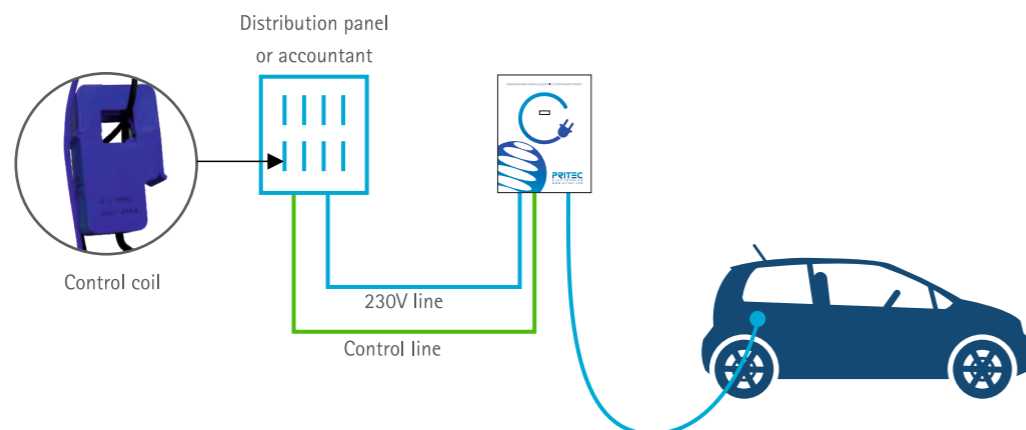 Distribution panel
or accountant
Control coil
PRITEC
230V line
Control line